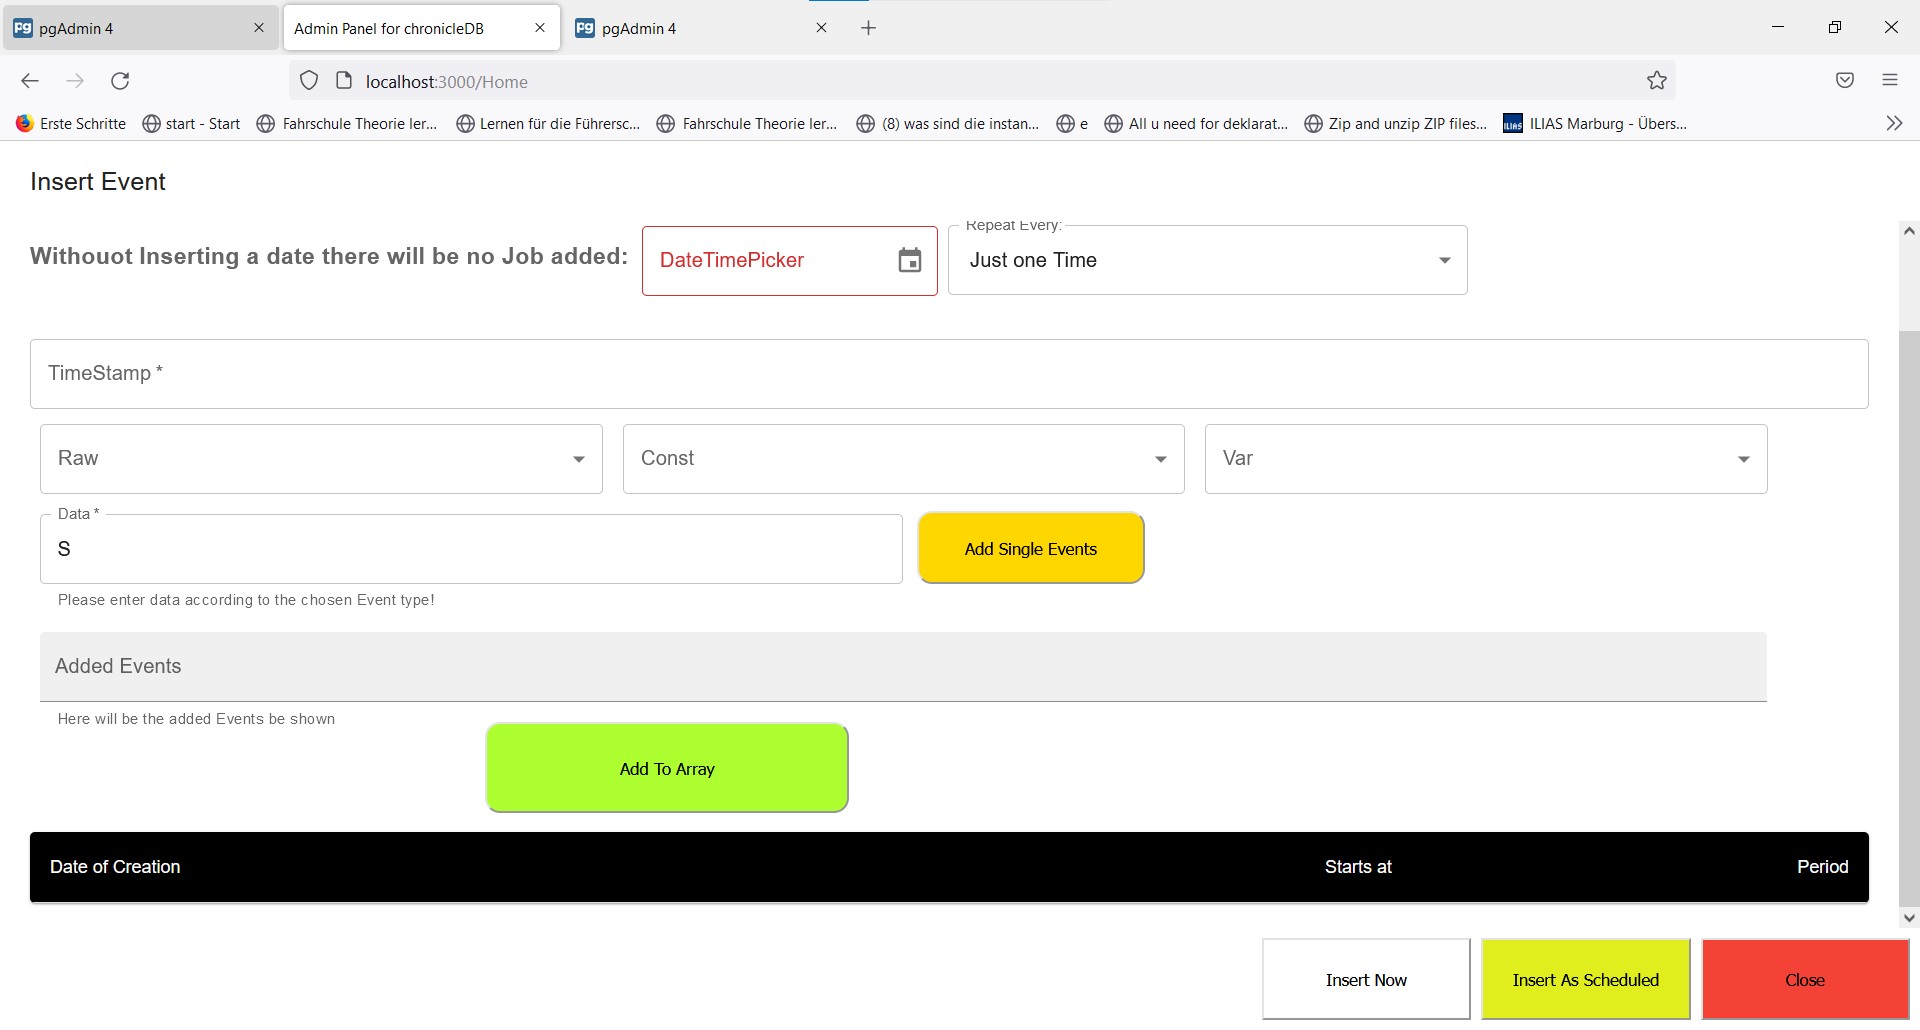 pgAdmin 4
Admin Panel for chronicleDB
pgAdmin 4
localhost:3000/Home
Erste Schritte
start - Start
Fahrschule Theorie ler...
Lernen für die Führersc...
Fahrschule Theorie ler...
(8) was sind die instan...
e
All u need for deklarat...
Zip and unzip ZIP files...
ILIAS Marburg - Übers...
Insert Event
Withouot Inserting a date there will be no Job added:
DateTimePicker
Repeat Every:
Just one Time
TimeStamp *
Raw
Const
Var
Data *
S
Add Single Events
Please enter data according to the chosen Event type!
Added Events
Here will be the added Events be shown
Add To Array
Date of Creation
Starts at
Period
Insert Now
Insert As Scheduled
Close